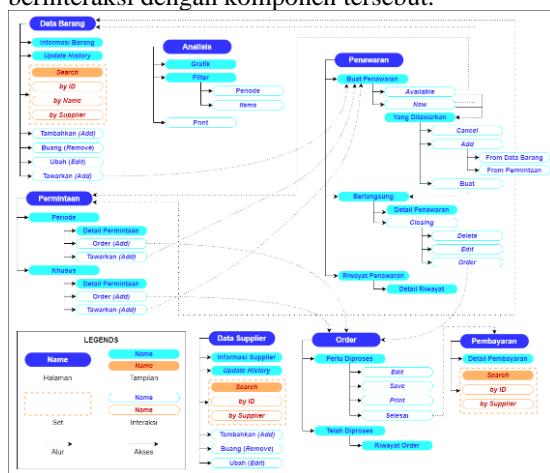 berinteraksi dengan komponen tersebut.
Data Barang
Informasi Barang
Update History
Search
by ID
by Name
by Supplier
Tambahkan (Add)
Buang (Remove)
Ubah (Edit)
Tawarkan (Add)
Analisis
Grafik
Filter
Periode
Items
Print
Penawaran
Buat Penawaran
Available
New
Yang Ditawarkan
Cancel
Add
From Data Barang
From Permintaan
Buat
Berlangsung
Detail Penawaran
Closing
Delete
Edit
Order
Riwayat Penawaran
Detail Riwayat
Permintaan
Periode
Detail Permintaan
Order (Add)
Tawarkan (Add)
Khusus
Detail Permintaan
Order (Add)
Tawarkan (Add)
LEGENDS
Name
Halaman
Name
Name
Tampilan
Set
Name
Name
Interaksi
Alur
Akses
Data Supplier
Informasi Supplier
Update History
Search
by ID
by Supplier
Tambahkan (Add)
Buang (Remove)
Ubah (Edit)
Order
Perlu Diproses
Edit
Save
Print
Selesai
Telah Diproses
Riwayat Order
Pembayaran
Detail Pembayaran
Search
by ID
by Supplier